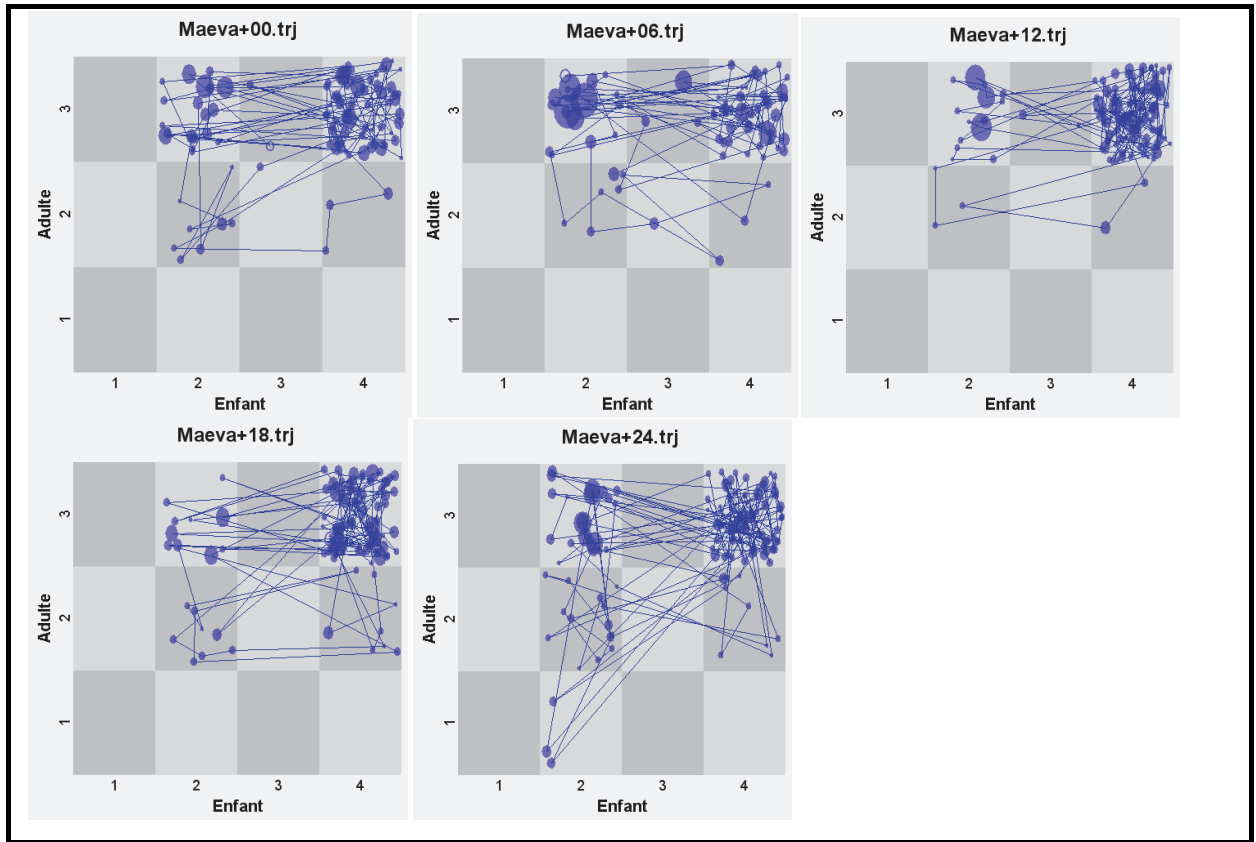 Maeva+00.trj
3
2
1
Adulte
1 2 3 4
Enfant
Maeva+06.trj
3
2
1
Adulte
1 2 3 4
Enfant
Maeva+12.trj
3
2
1
Adulte
1 2 3 4
Enfant
Maeva+18.trj
3
2
1
Adulte
1 2 3 4
Enfant
Maeva+24.trj
3
2
1
Adulte
1 2 3 4
Enfant